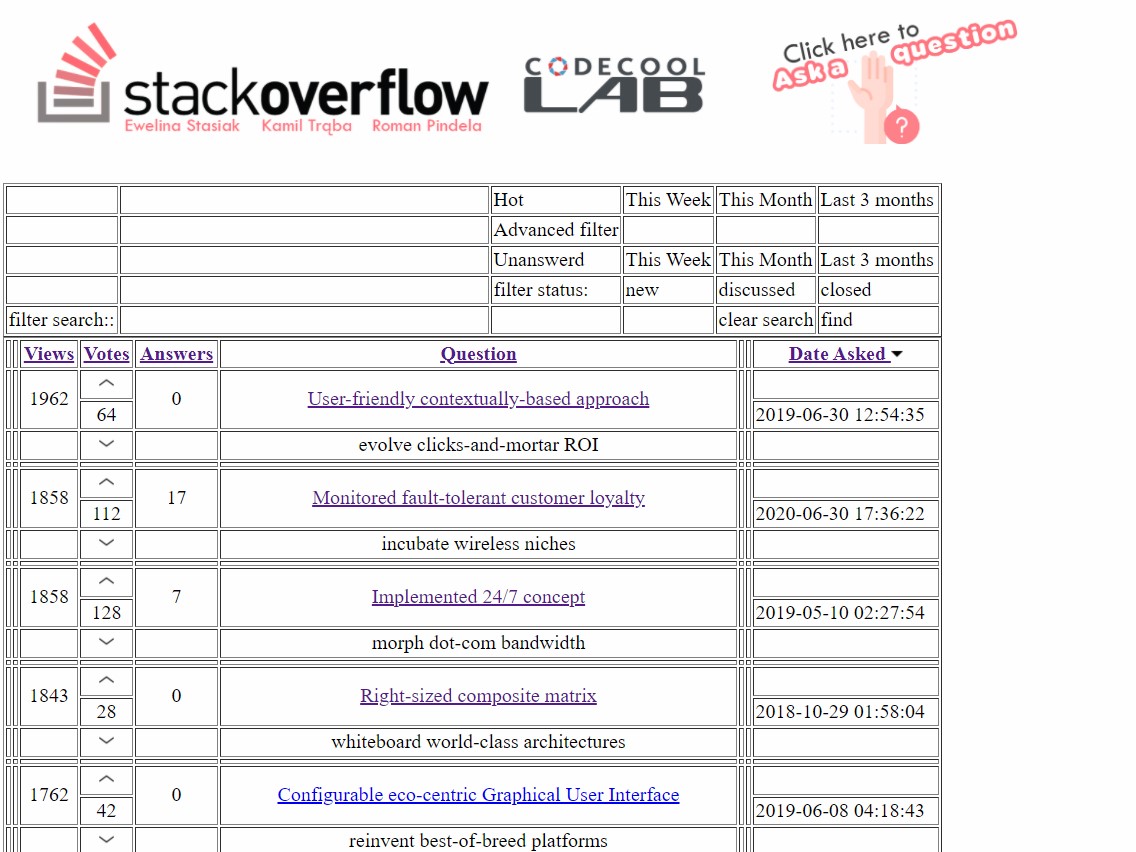 stackoverflow
Ewelina Stasiak Kamil Trąba Roman Pindela
CODECOOL
LAB
Click here to
Ask a question
?
Hot This Week This Month Last 3 months
Advanced filter
Unanswerd This Week This Month Last 3 months
filter status: new discussed closed
filter search:: clear search find
Views Votes Answers Question Date Asked
1962 64 0 User-friendly contextually-based approach 2019-06-30 12:54:35
evolve clicks-and-mortar ROI
1858 112 17 Monitored fault-tolerant customer loyalty 2020-06-30 17:36:22
incubate wireless niches
1858 128 7 Implemented 24/7 concept 2019-05-10 02:27:54
morph dot-com bandwidth
1843 28 0 Right-sized composite matrix 2018-10-29 01:58:04
whiteboard world-class architectures
1762 42 0 Configurable eco-centric Graphical User Interface 2019-06-08 04:18:43
reinvent best-of-breed platforms